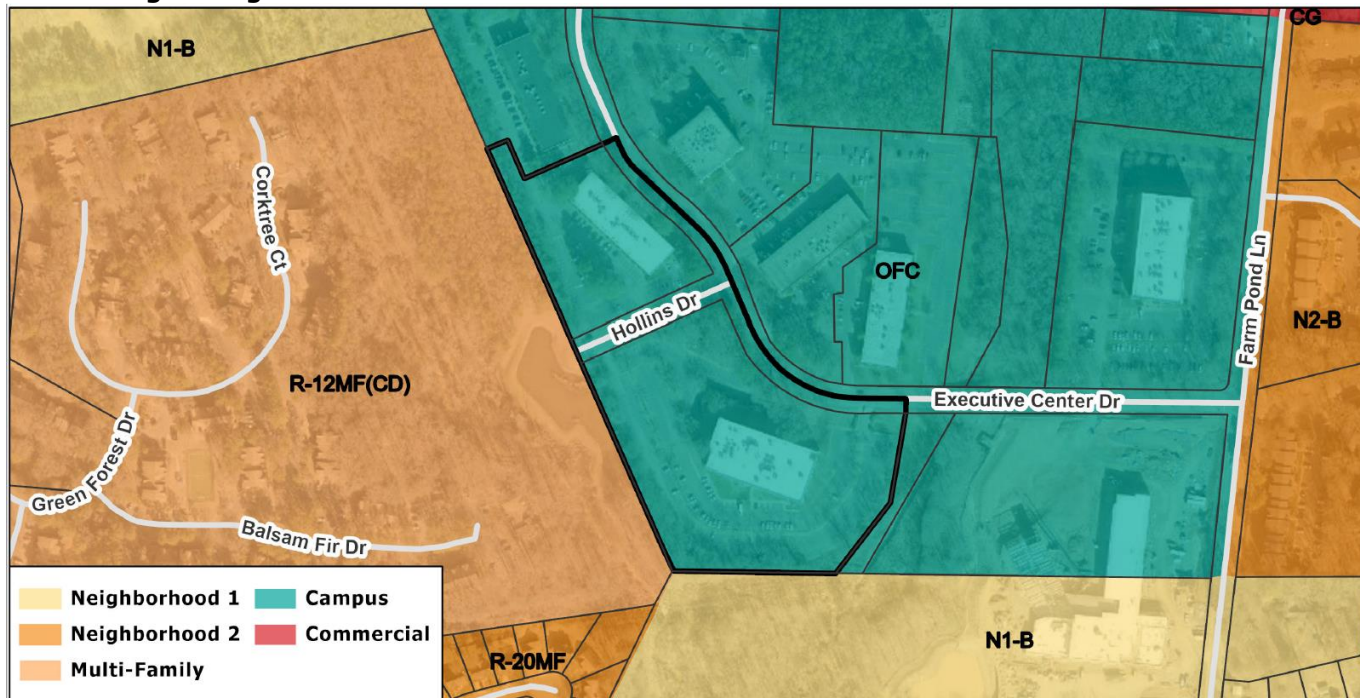 CG
N1-B
Corktree Ct
OFC
Farm Pond Ln
Hollins Dr
N2-B
R-12MF(CD)
Executive Center Dr
Green Forest Dr
Balsam Fir Dr
Neighborhood 1
Campus
Neighborhood 2
Commercial
Multi-Family
R-20MF
N1-B